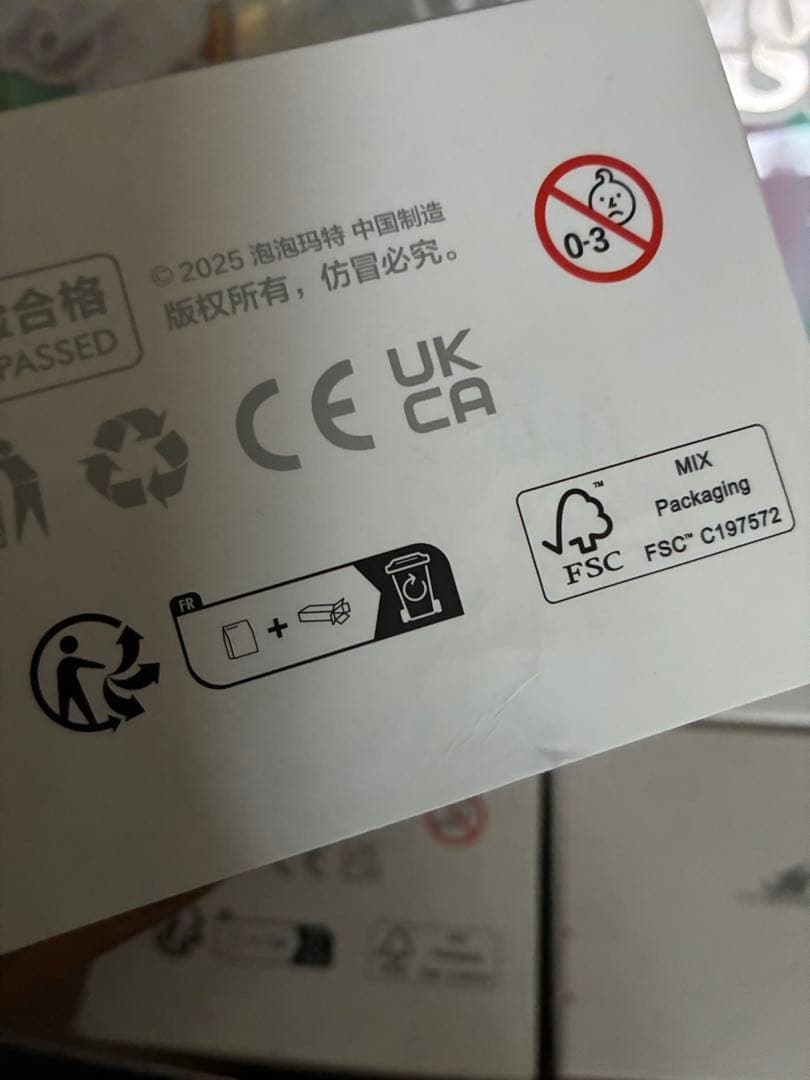 合格
PASSED
© 2025 泡泡玛特 中国制造
版权所有，仿冒必究。
0-3
CE
UK
CA
MIX
Packaging
FSC™ C197572
FSC
™
FR